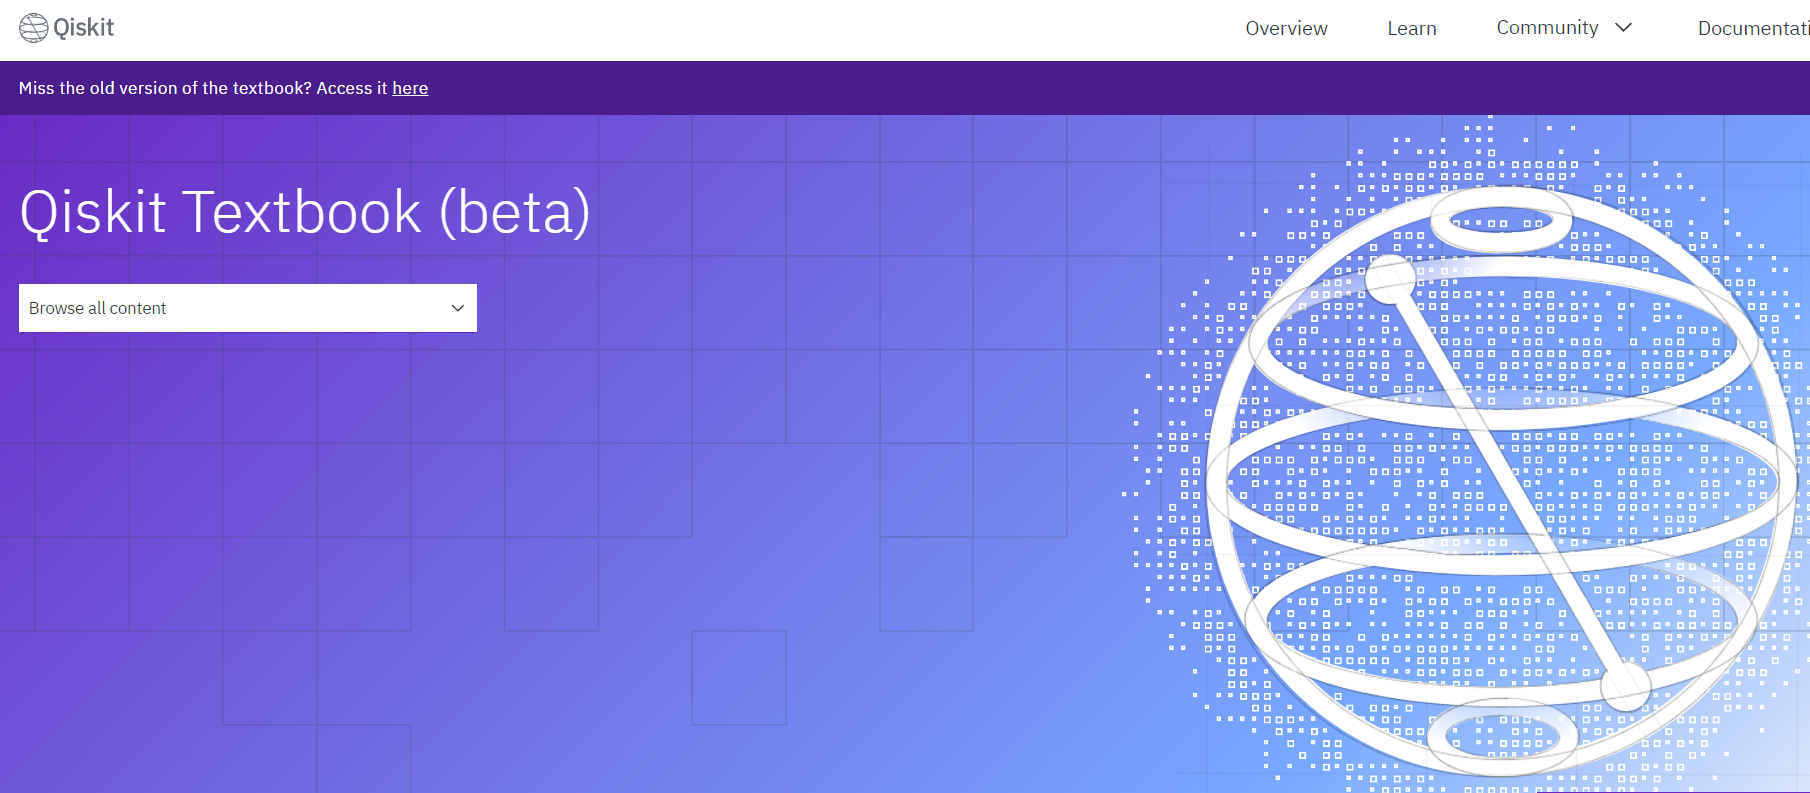 Qiskit
Overview Learn Community Documentati
Miss the old version of the textbook? Access it here
Qiskit Textbook (beta)
Browse all content